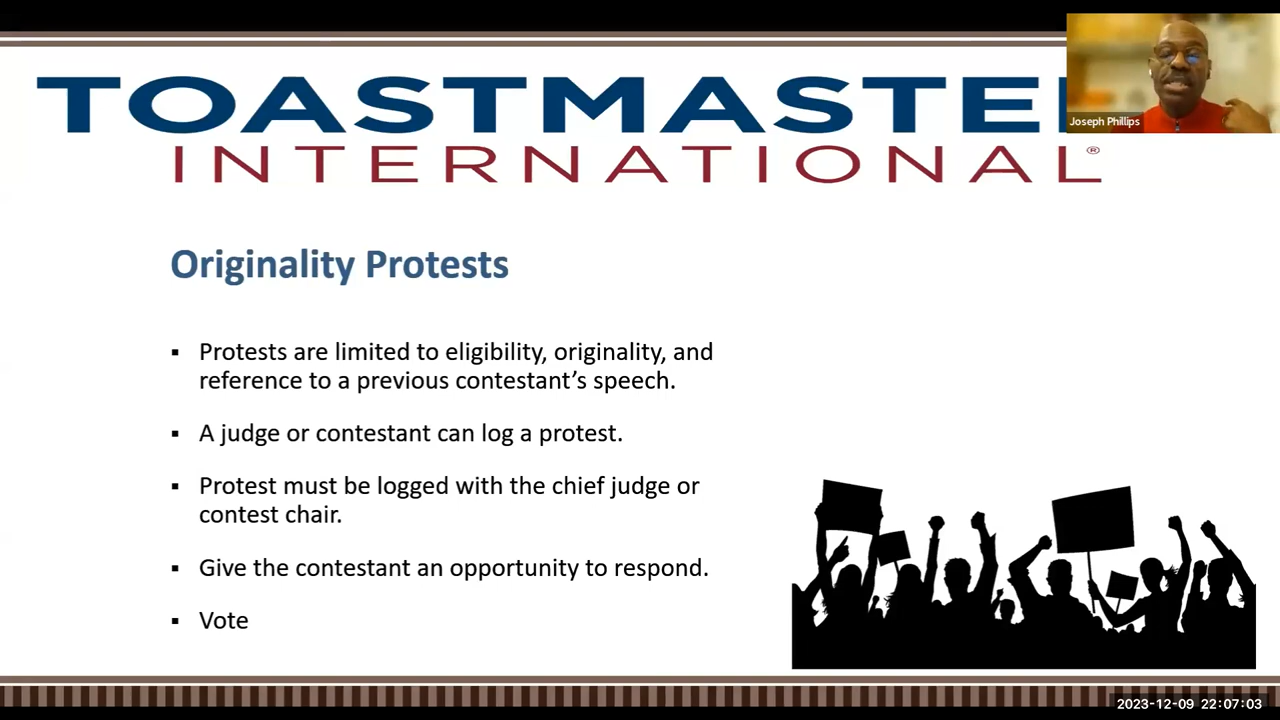 TOASTMASTE
INTERNATIONAL®
Joseph Phillips
Originality Protests
▪ Protests are limited to eligibility, originality, and
reference to a previous contestant’s speech.
▪ A judge or contestant can log a protest.
▪ Protest must be logged with the chief judge or
contest chair.
▪ Give the contestant an opportunity to respond.
▪ Vote
2023-12-09 22:07:03